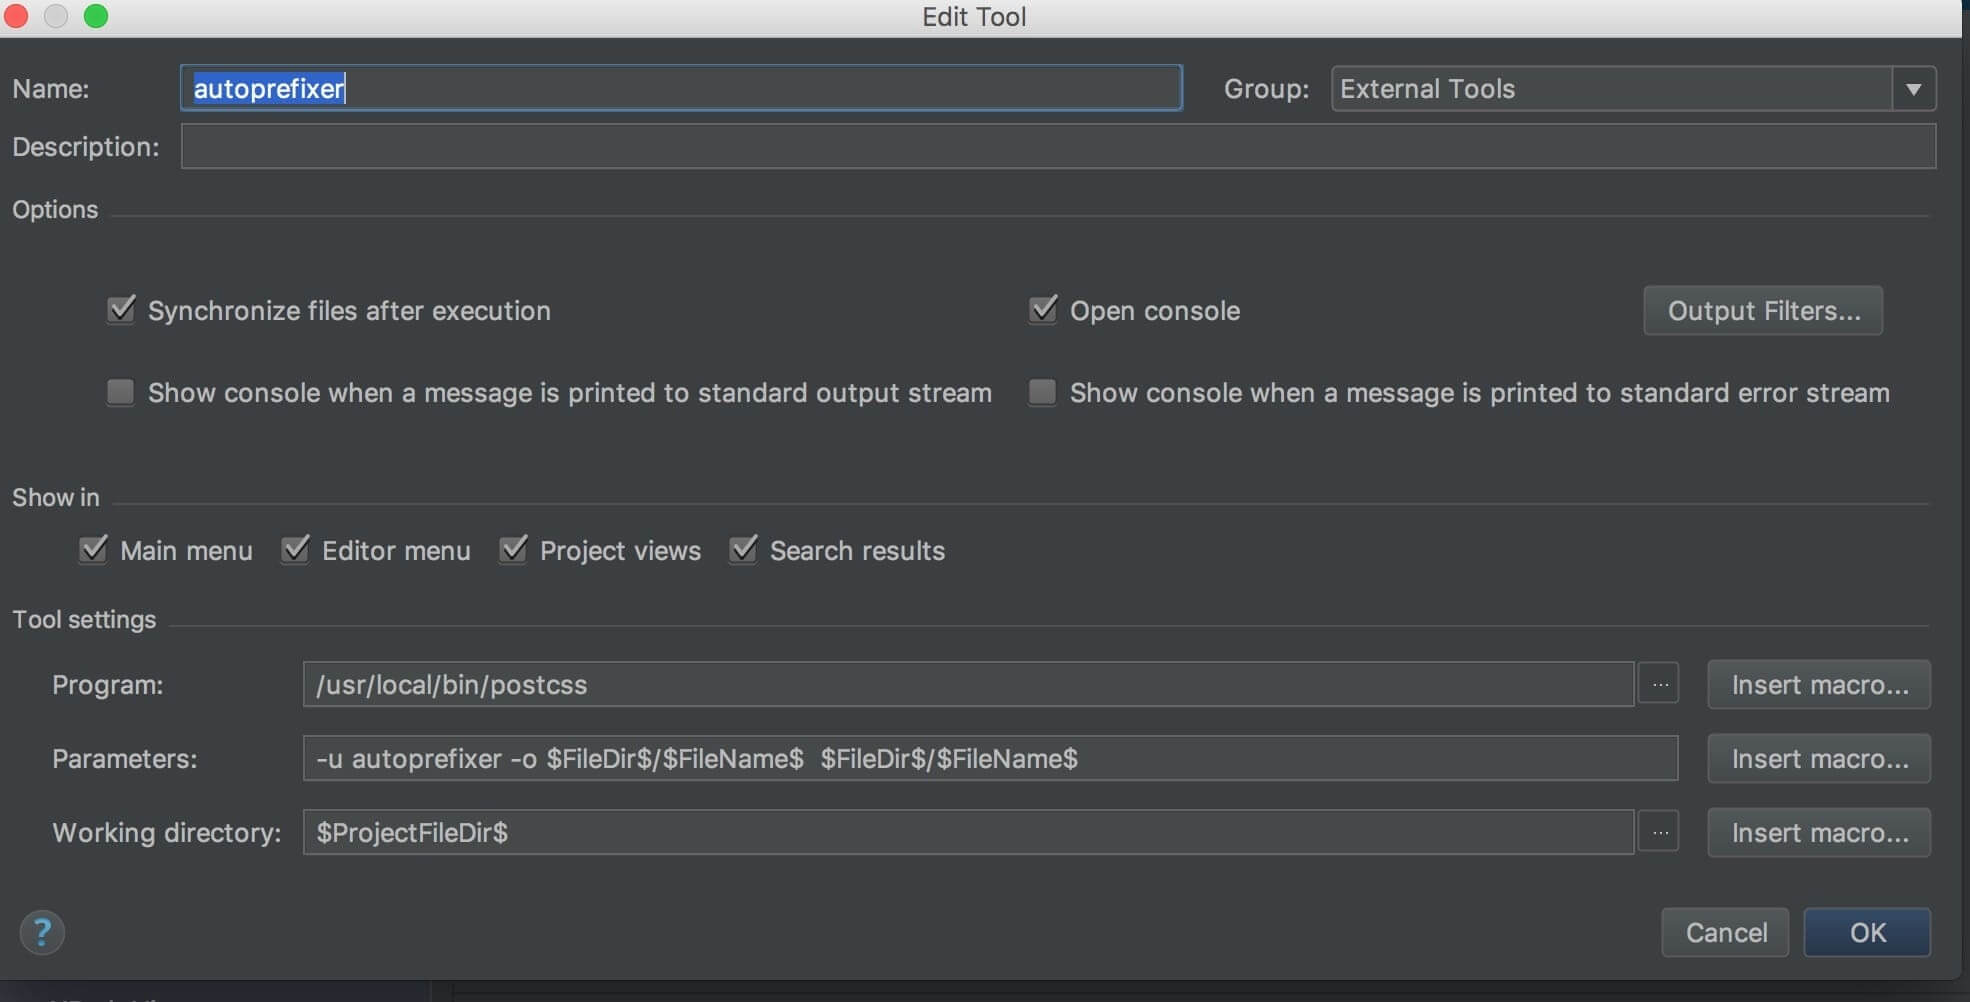 Edit Tool
Name: autoprefixer Group: External Tools
Description:
Options
Synchronize files after execution Open console Output Filters...
Show console when a message is printed to standard output stream Show console when a message is printed to standard error stream
Show in
Main menu Editor menu Project views Search results
Tool settings
Program: /usr/local/bin/postcss ... Insert macro...
Parameters: -u autoprefixer -o $FileDir$/$FileName$  $FileDir$/$FileName$ Insert macro...
Working directory: $ProjectFileDir$ ... Insert macro...
? Cancel OK